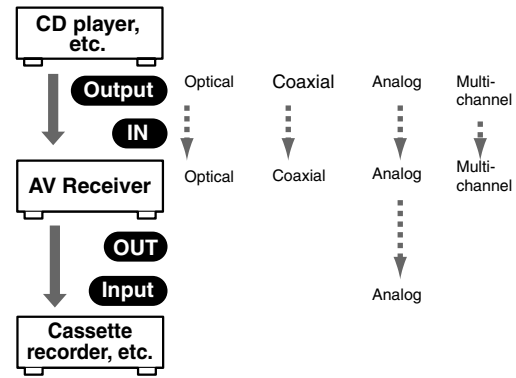 CD player,
etc.
Output
Optical
Coaxial
Analog
Multi-
channel
IN
AV Receiver
Optical
Coaxial
Analog
Multi-
channel
OUT
Input
Analog
Cassette
recorder, etc.